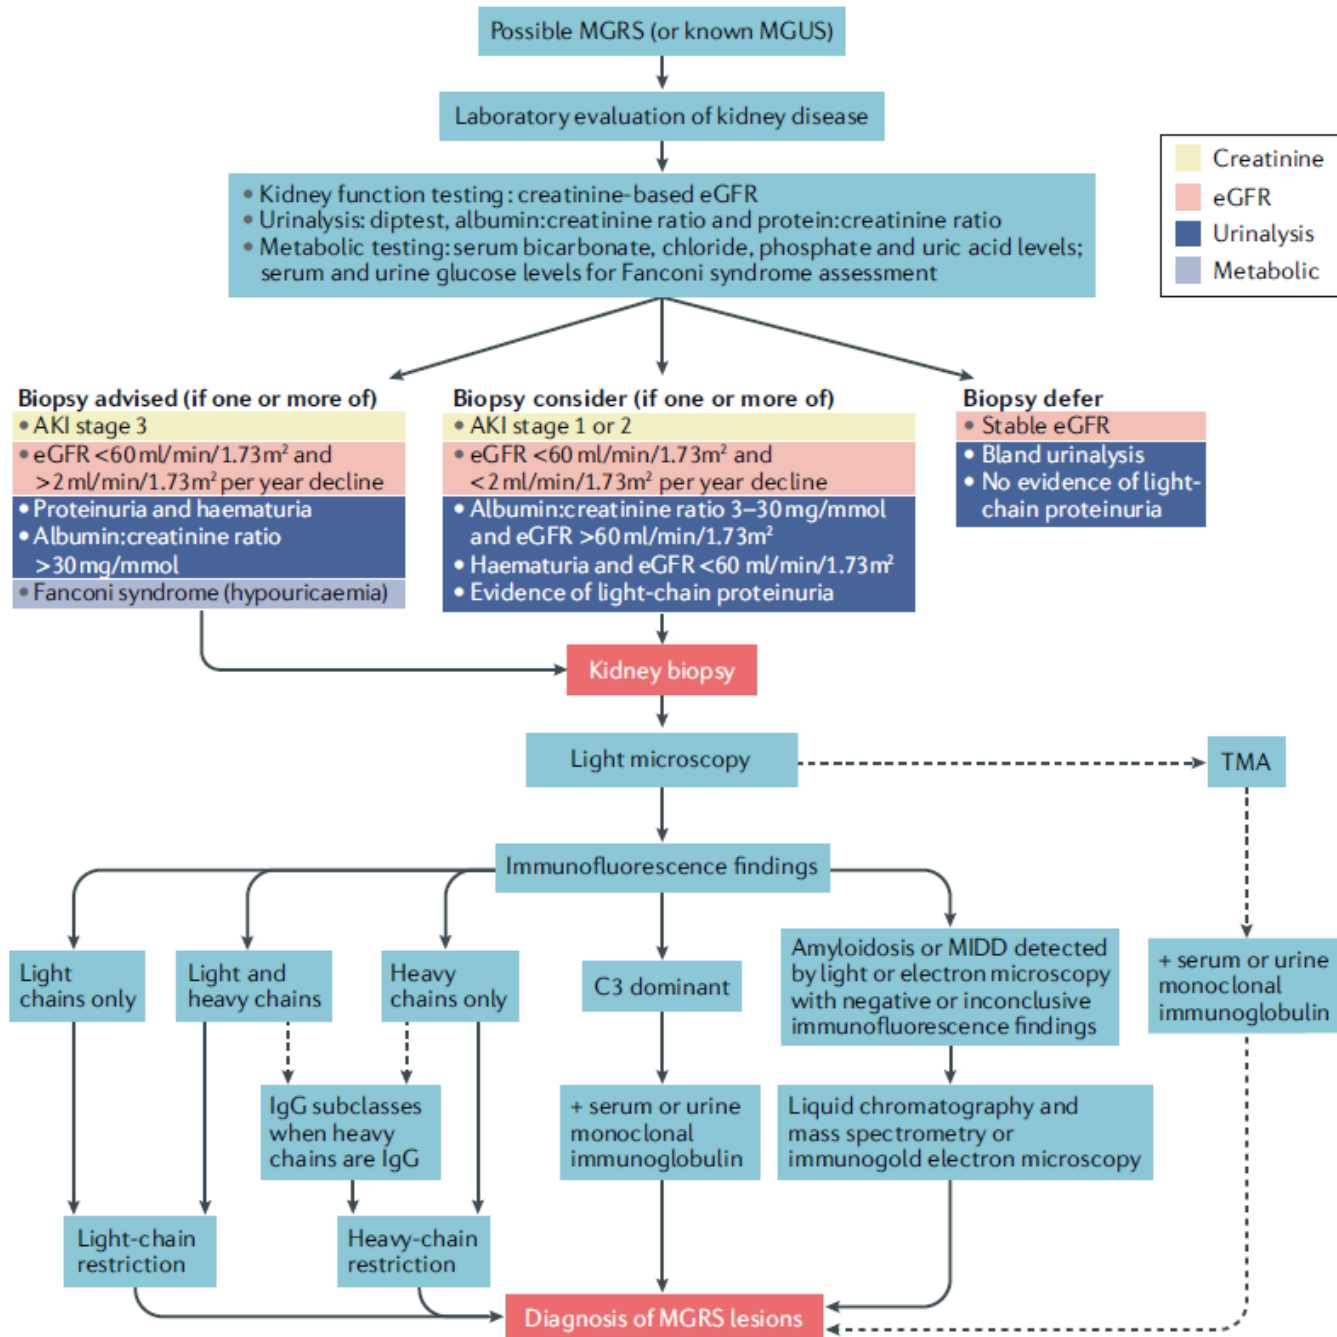 Possible MGRS (or known MGUS)
Laboratory evaluation of kidney disease
Creatinine
eGFR
Urinalysis
Metabolic
• Kidney function testing: creatinine-based eGFR
• Urinalysis: diptest, albumin:creatinine ratio and protein:creatinine ratio
• Metabolic testing: serum bicarbonate, chloride, phosphate and uric acid levels;
serum and urine glucose levels for Fanconi syndrome assessment
Biopsy advised (if one or more of)
• AKI stage 3
• eGFR <60 ml/min/1.73m² and
>2 ml/min/1.73m² per year decline
• Proteinuria and haematuria
• Albumin:creatinine ratio
>30 mg/mmol
• Fanconi syndrome (hypouricaemia)
Biopsy consider (if one or more of)
• AKI stage 1 or 2
• eGFR <60 ml/min/1.73m² and
<2 ml/min/1.73m² per year decline
• Albumin:creatinine ratio 3–30 mg/mmol
and eGFR >60 ml/min/1.73m²
• Haematuria and eGFR <60 ml/min/1.73m²
• Evidence of light-chain proteinuria
Biopsy defer
• Stable eGFR
• Bland urinalysis
• No evidence of light-
chain proteinuria
Kidney biopsy
Light microscopy
TMA
Immunofluorescence findings
Light
chains only
Light and
heavy chains
Heavy
chains only
C3 dominant
Amyloidosis or MIDD detected
by light or electron microscopy
with negative or inconclusive
immunofluorescence findings
+ serum or urine
monoclonal
immunoglobulin
IgG subclasses
when heavy
chains are IgG
+ serum or urine
monoclonal
immunoglobulin
Liquid chromatography and
mass spectrometry or
immunogold electron microscopy
Light-chain
restriction
Heavy-chain
restriction
Diagnosis of MGRS lesions